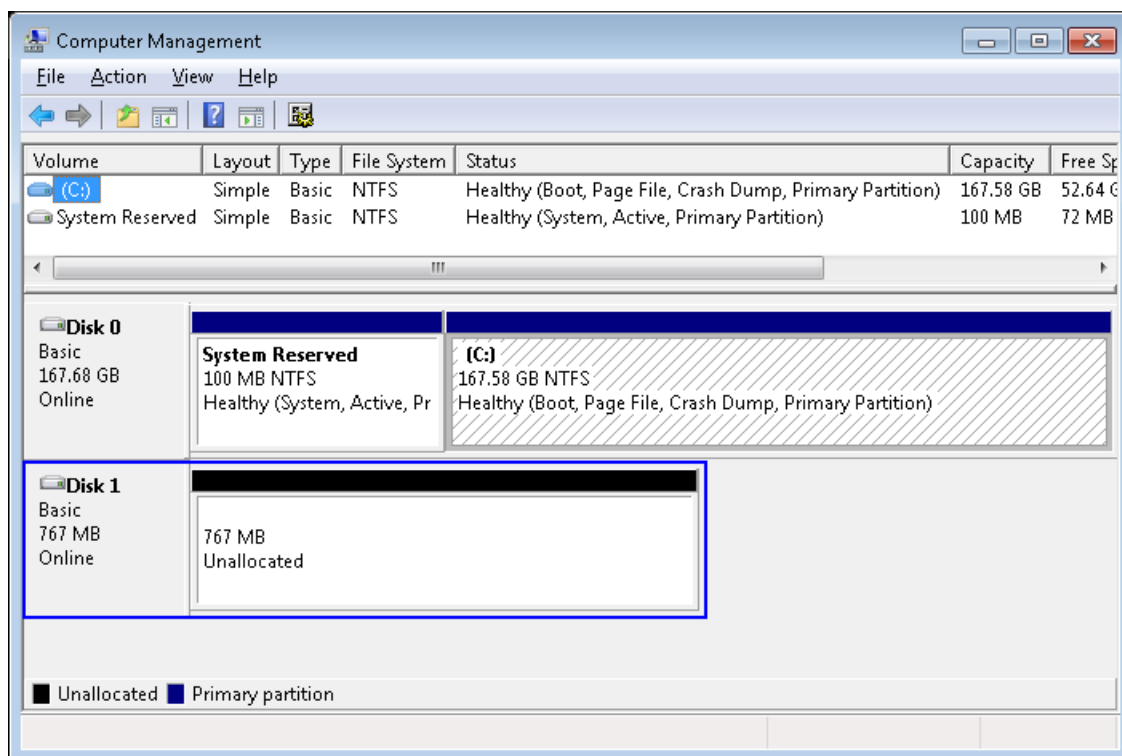 Computer Management
File Action View Help
Volume Layout Type File System Status Capacity Free Sp
(C:) Simple Basic NTFS Healthy (Boot, Page File, Crash Dump, Primary Partition) 167.58 GB 52.64 G
System Reserved Simple Basic NTFS Healthy (System, Active, Primary Partition) 100 MB 72 MB
Disk 0
Basic
167.68 GB
Online
System Reserved
100 MB NTFS
Healthy (System, Active, Pr
(C:)
167.58 GB NTFS
Healthy (Boot, Page File, Crash Dump, Primary Partition)
Disk 1
Basic
767 MB
Online
767 MB
Unallocated
Unallocated Primary partition